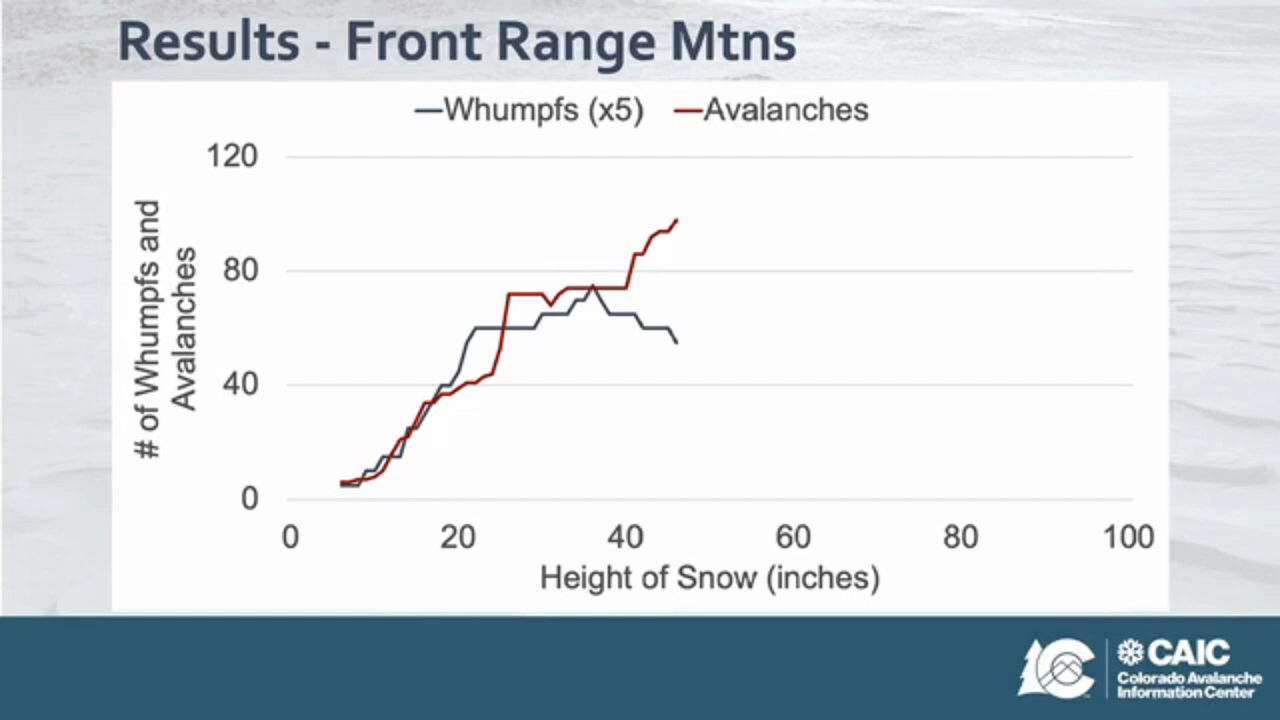 Results - Front Range Mtns
Whumpfs (x5) Avalanches
120
80
40
0
# of Whumpfs and
Avalanches
0 20 40 60 80 100
Height of Snow (inches)
CAIC
Colorado Avalanche
Information Center